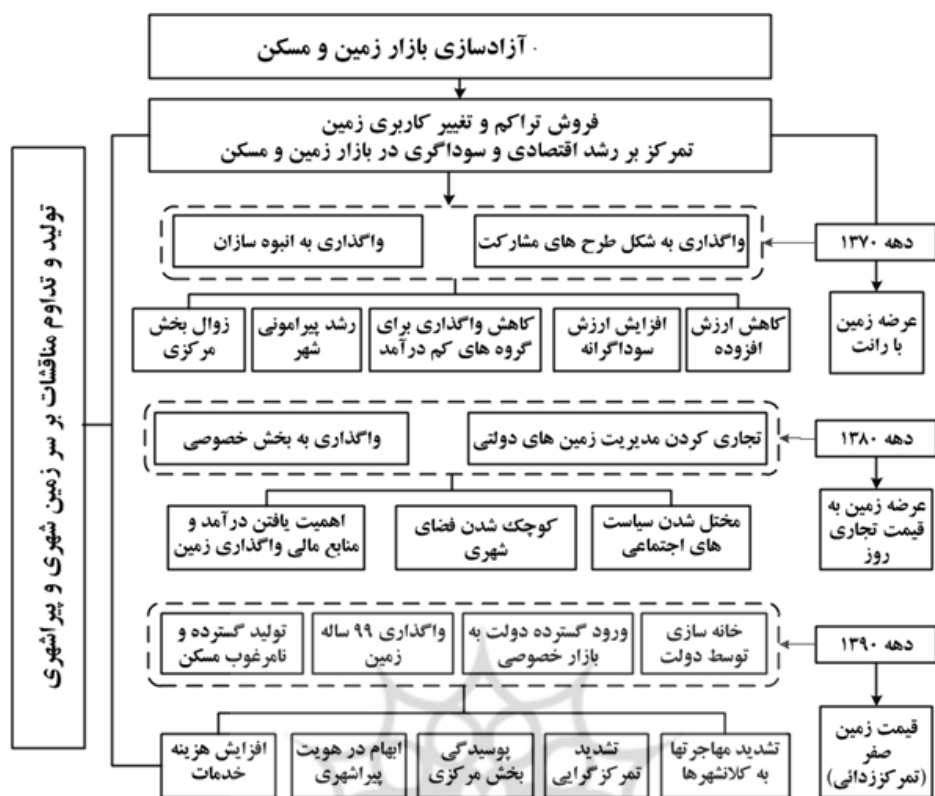 آزادسازی بازار زمین و مسکن
فروش تراکم و تغییر کاربری زمین
تمرکز بر رشد اقتصادی و سوداگری در بازار زمین و مسکن
تولید و تداوم مناقشات بر سر زمین شهری و پیراشهری
دهه ۱۳۷۰
عرضه زمین
با رانت
واگذاری به شکل طرح های مشارکت
واگذاری به انبوه سازان
کاهش ارزش
افزوده
افزایش ارزش
سوداگرانه
کاهش واگذاری برای
گروه های کم درآمد
رشد پیرامونی
شهر
زوال بخش
مرکزی
دهه ۱۳۸۰
عرضه زمین به
قیمت تجاری
روز
تجاری کردن مدیریت زمین های دولتی
واگذاری به بخش خصوصی
مختل شدن سیاست
های اجتماعی
کوچک شدن فضای
شهری
اهمیت یافتن درآمد و
منابع مالی واگذاری زمین
دهه ۱۳۹۰
قیمت زمین
صفر
(تمرکززدائی)
خانه سازی
توسط دولت
ورود گسترده دولت به
بازار خصوصی
واگذاری ۹۹ ساله
زمین
تولید گسترده و
نامرغوب مسکن
تشدید مهاجرتها
به کلانشهرها
تشدید
تمرکزگرایی
پوسیدگی
بخش مرکزی
ابهام در هویت
پیراشهری
افزایش هزینه
خدمات